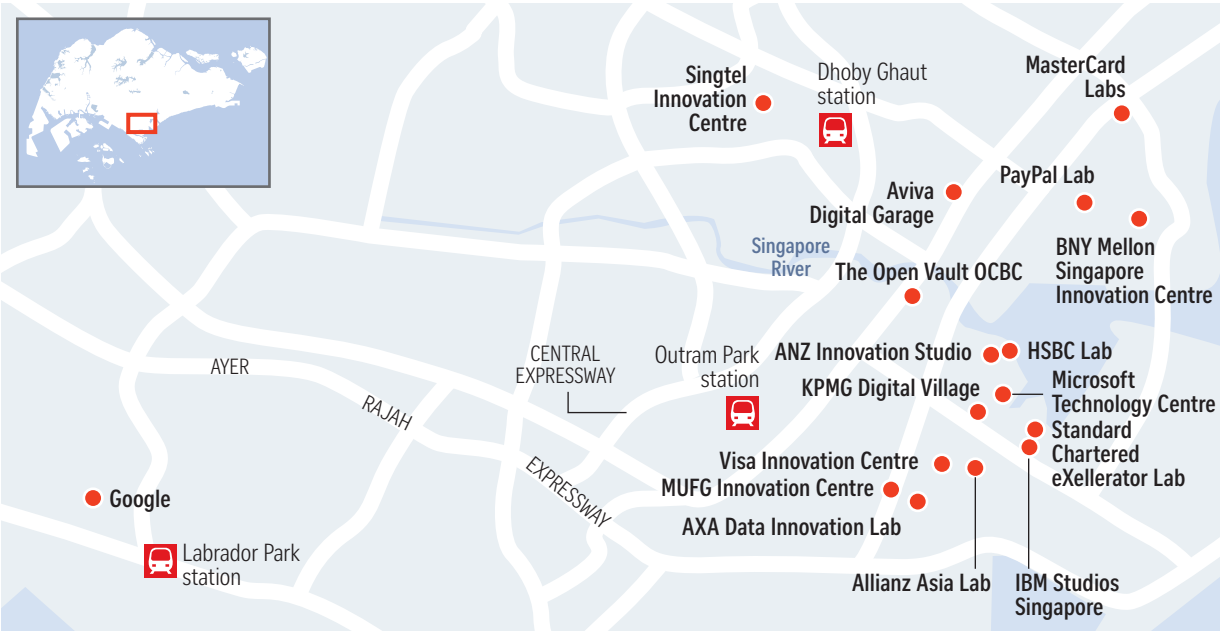 Singtel
Innovation
Centre
Dhoby Ghaut
station
MasterCard
Labs
Aviva
Digital Garage
PayPal Lab
BNY Mellon
Singapore
Innovation Centre
Singapore
River
The Open Vault OCBC
AYER
RAJAH
EXPRESSWAY
CENTRAL
EXPRESSWAY
Outram Park
station
ANZ Innovation Studio
HSBC Lab
KPMG Digital Village
Microsoft
Technology Centre
Standard
Chartered
eXellerator Lab
Visa Innovation Centre
MUFG Innovation Centre
AXA Data Innovation Lab
Allianz Asia Lab
IBM Studios
Singapore
Google
Labrador Park
station